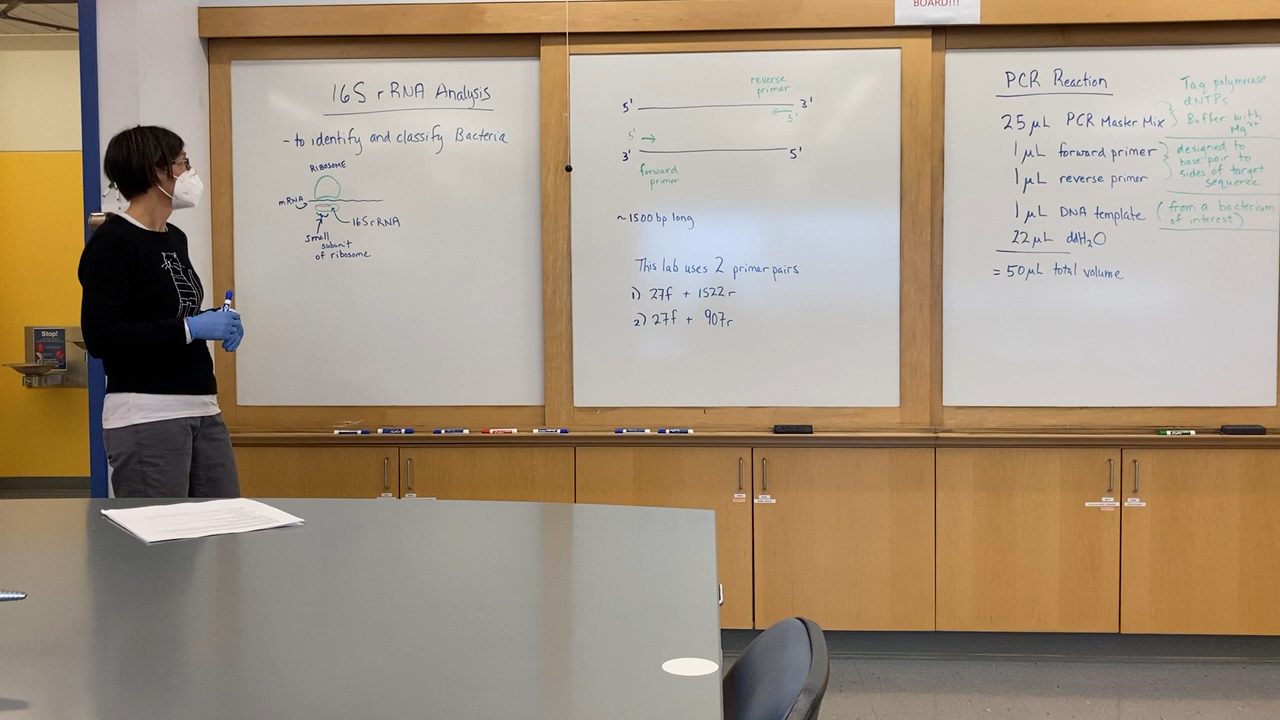 BOARD!!!
16S rRNA Analysis
- to identify and classify Bacteria
RIBOSOME
mRNA
16S rRNA
small
subunit
of ribosome
reverse
primer
5' 3'
5'
5'
3' 5'
forward
primer
~1500 bp long
This lab uses 2 primer pairs
1) 27f + 1522r
2) 27f + 907r
PCR Reaction
25 µL PCR Master Mix
1 µL forward primer
1 µL reverse primer
1 µL DNA template
22 µL ddH2O
= 50 µL total volume
Taq polymerase
dNTPs
Buffer with
Mg2+
designed to
base pair to
sides of target
sequence
(from a bacterium
of interest)
Stop!